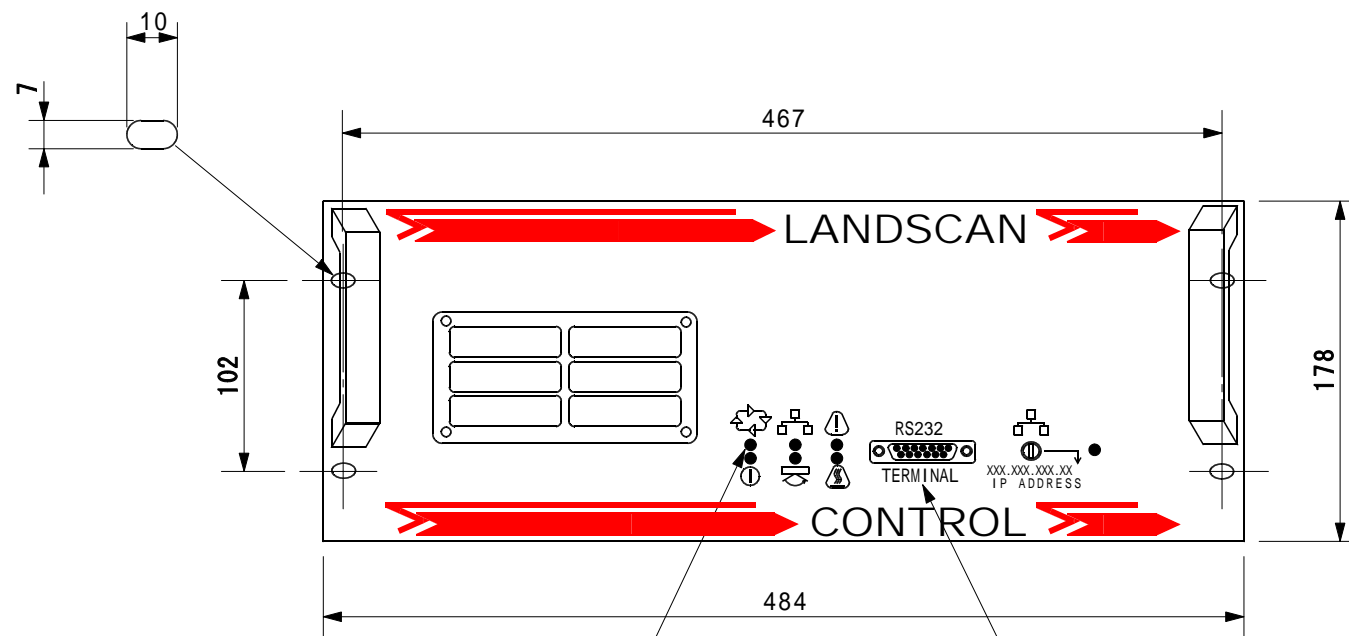 10
7
467
LANDSCAN
102
178
RS232
TERMINAL
XXX.XXX.XXX.XX
IP ADDRESS
CONTROL
484